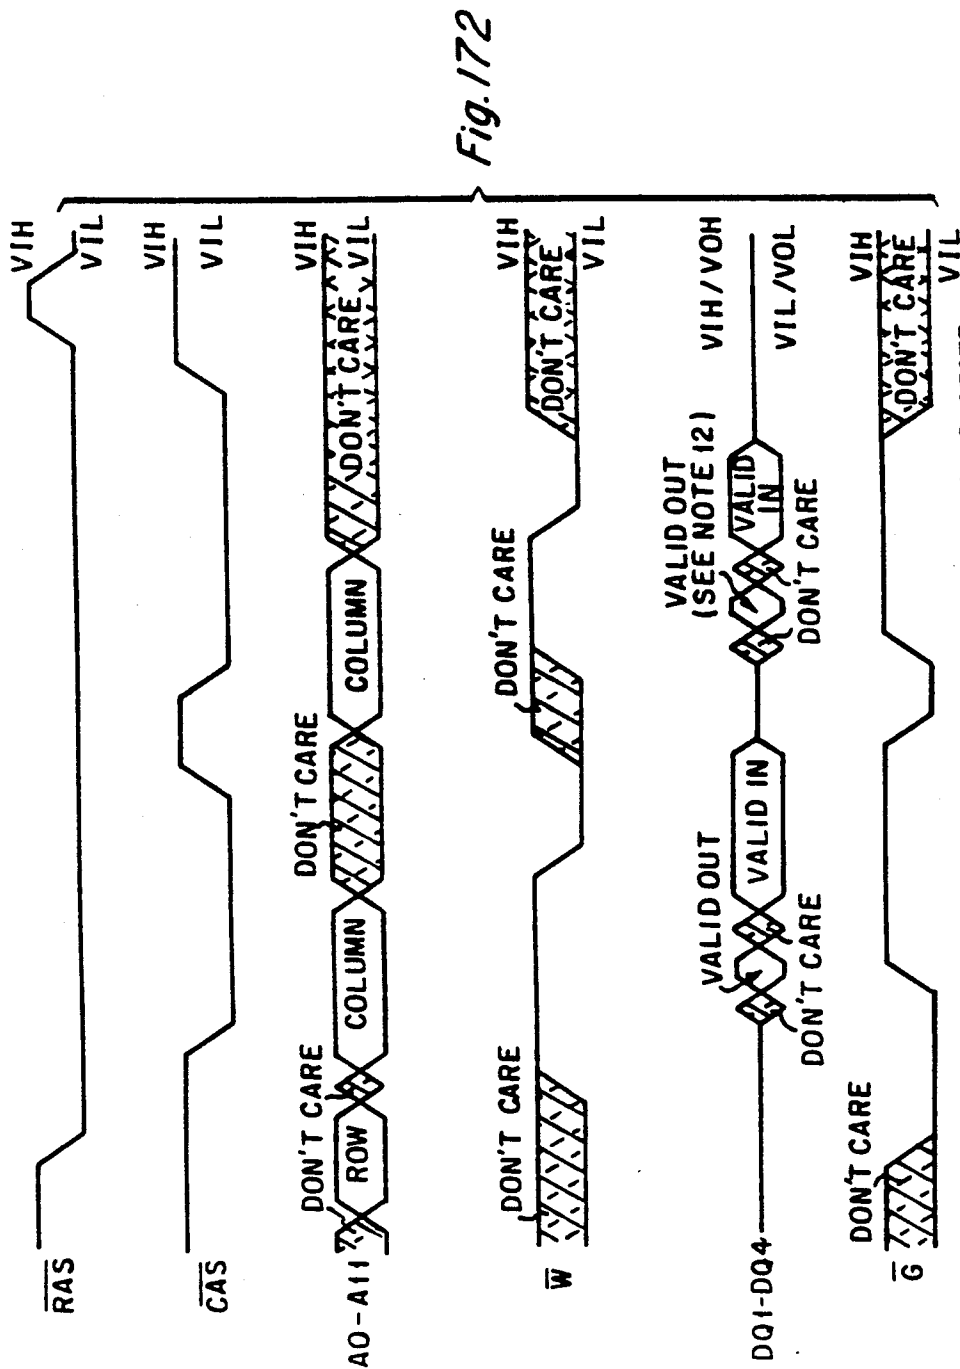 Fig. 172
RAS
VIH
VIL
CAS
VIH
VIL
A0-A11
DON'T CARE
ROW
DON'T CARE
COLUMN
DON'T CARE
COLUMN
DON'T CARE
VIH
VIL
W
DON'T CARE
DON'T CARE
DON'T CARE
VIH
VIL
DQ1-DQ4
DON'T CARE
VALID OUT
DON'T CARE
VALID IN
VALID OUT
(SEE NOTE 12)
DON'T CARE
VALID
IN
VIH/VOH
VIL/VOL
G
DON'T CARE
DON'T CARE
VIH
VIL